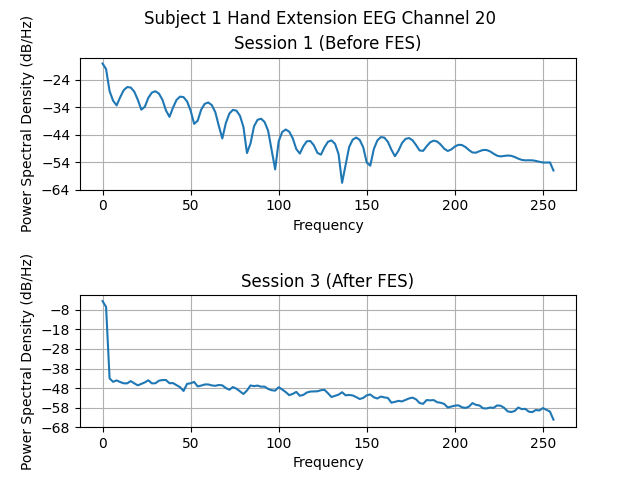 Subject 1 Hand Extension EEG Channel 20
Session 1 (Before FES)
Power Spectral Density (dB/Hz)
−24
−34
−44
−54
−64
0 50 100 150 200 250
Frequency
Session 3 (After FES)
Power Spectral Density (dB/Hz)
−8
−18
−28
−38
−48
−58
−68
0 50 100 150 200 250
Frequency